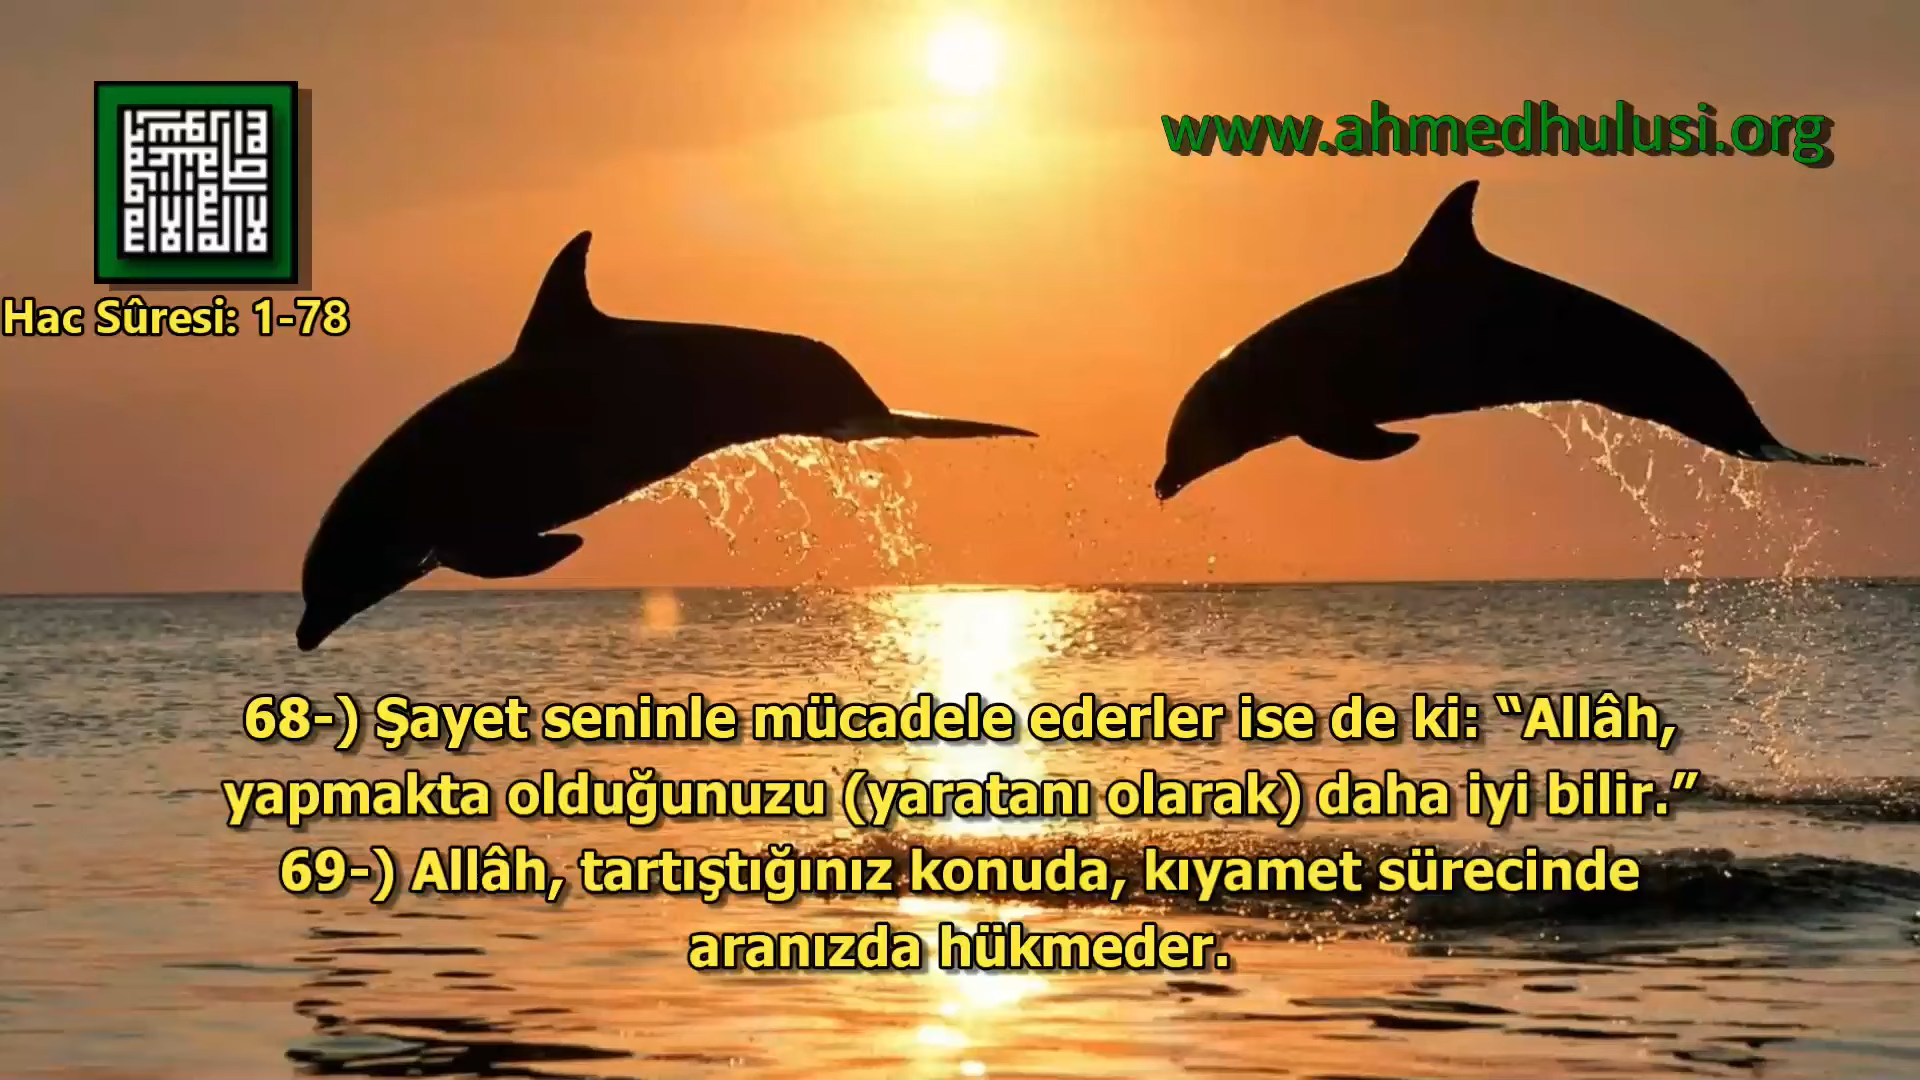 www.ahmedhulusi.org
Hac Sûresi: 1-78
68-) Şayet seninle mücadele ederler ise de ki: “Allâh,
yapmakta olduğunuzu (yaratanı olarak) daha iyi bilir.”
69-) Allâh, tartıştığınız konuda, kıyamet sürecinde
aranızda hükmeder.